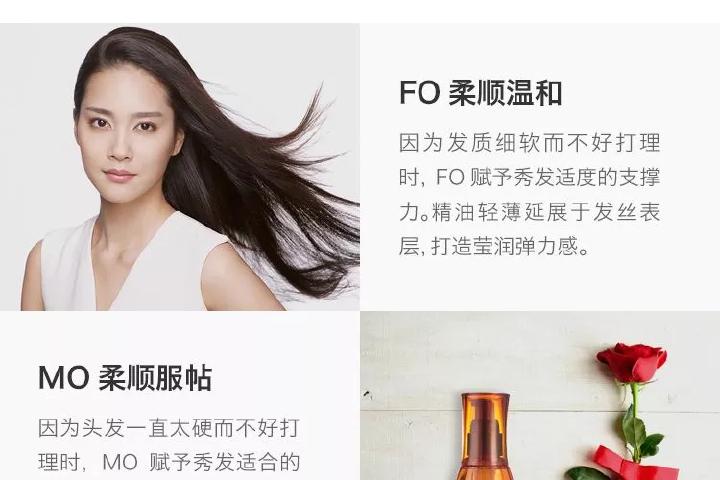 FO 柔顺温和
因为发质细软而不好打理
时, FO 赋予秀发适度的支撑
力。精油轻薄延展于发丝表
层, 打造莹润弹力感。
MO 柔顺服帖
因为头发一直太硬而不好打
理时, MO 赋予秀发适合的